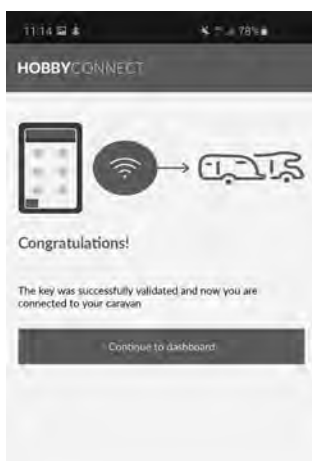 11:14
78%
HOBBYCONNECT
Congratulations!
The key was successfully validated and now you are
connected to your caravan
Continue to dashboard